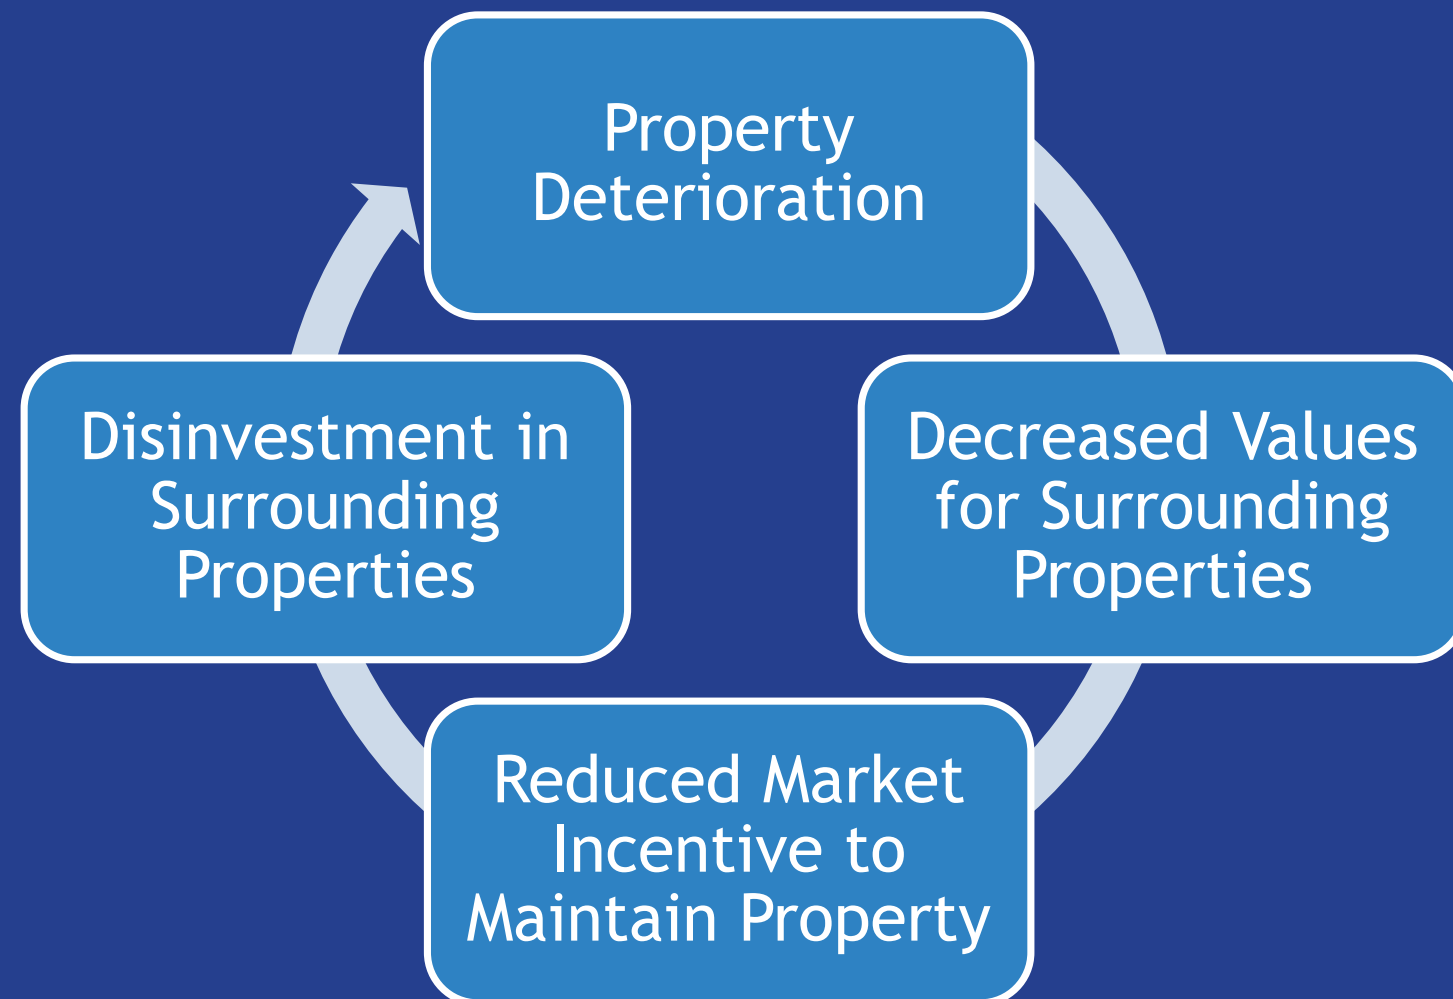 Property
Deterioration
Decreased Values
for Surrounding
Properties
Reduced Market
Incentive to
Maintain Property
Disinvestment in
Surrounding
Properties